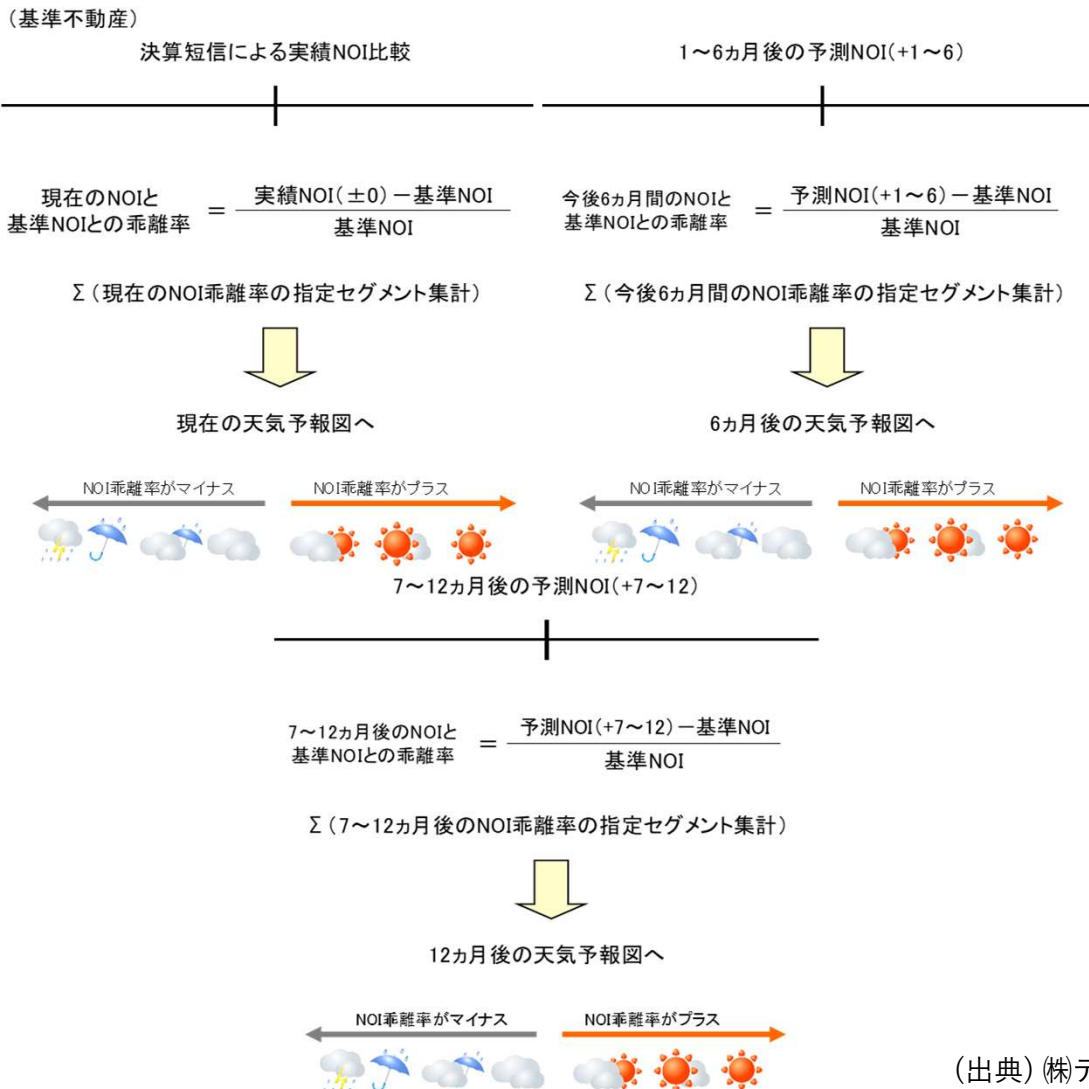 (基準不動産)
決算短信による実績NOI比較
現在のNOIと
基準NOIとの乖離率
=
実績NOI(±0)－基準NOI
基準NOI
Σ(現在のNOI乖離率の指定セグメント集計)
現在の天気予報図へ
NOI乖離率がマイナス
NOI乖離率がプラス
1～6ヵ月後の予測NOI(+1～6)
今後6ヵ月間のNOIと
基準NOIとの乖離率
=
予測NOI(+1～6)－基準NOI
基準NOI
Σ(今後6ヵ月間のNOI乖離率の指定セグメント集計)
6ヵ月後の天気予報図へ
NOI乖離率がマイナス
NOI乖離率がプラス
7～12ヵ月後の予測NOI(+7～12)
7～12ヵ月後のNOIと
基準NOIとの乖離率
=
予測NOI(+7～12)－基準NOI
基準NOI
Σ(7～12ヵ月後のNOI乖離率の指定セグメント集計)
12ヵ月後の天気予報図へ
NOI乖離率がマイナス
NOI乖離率がプラス
(出典)㈱